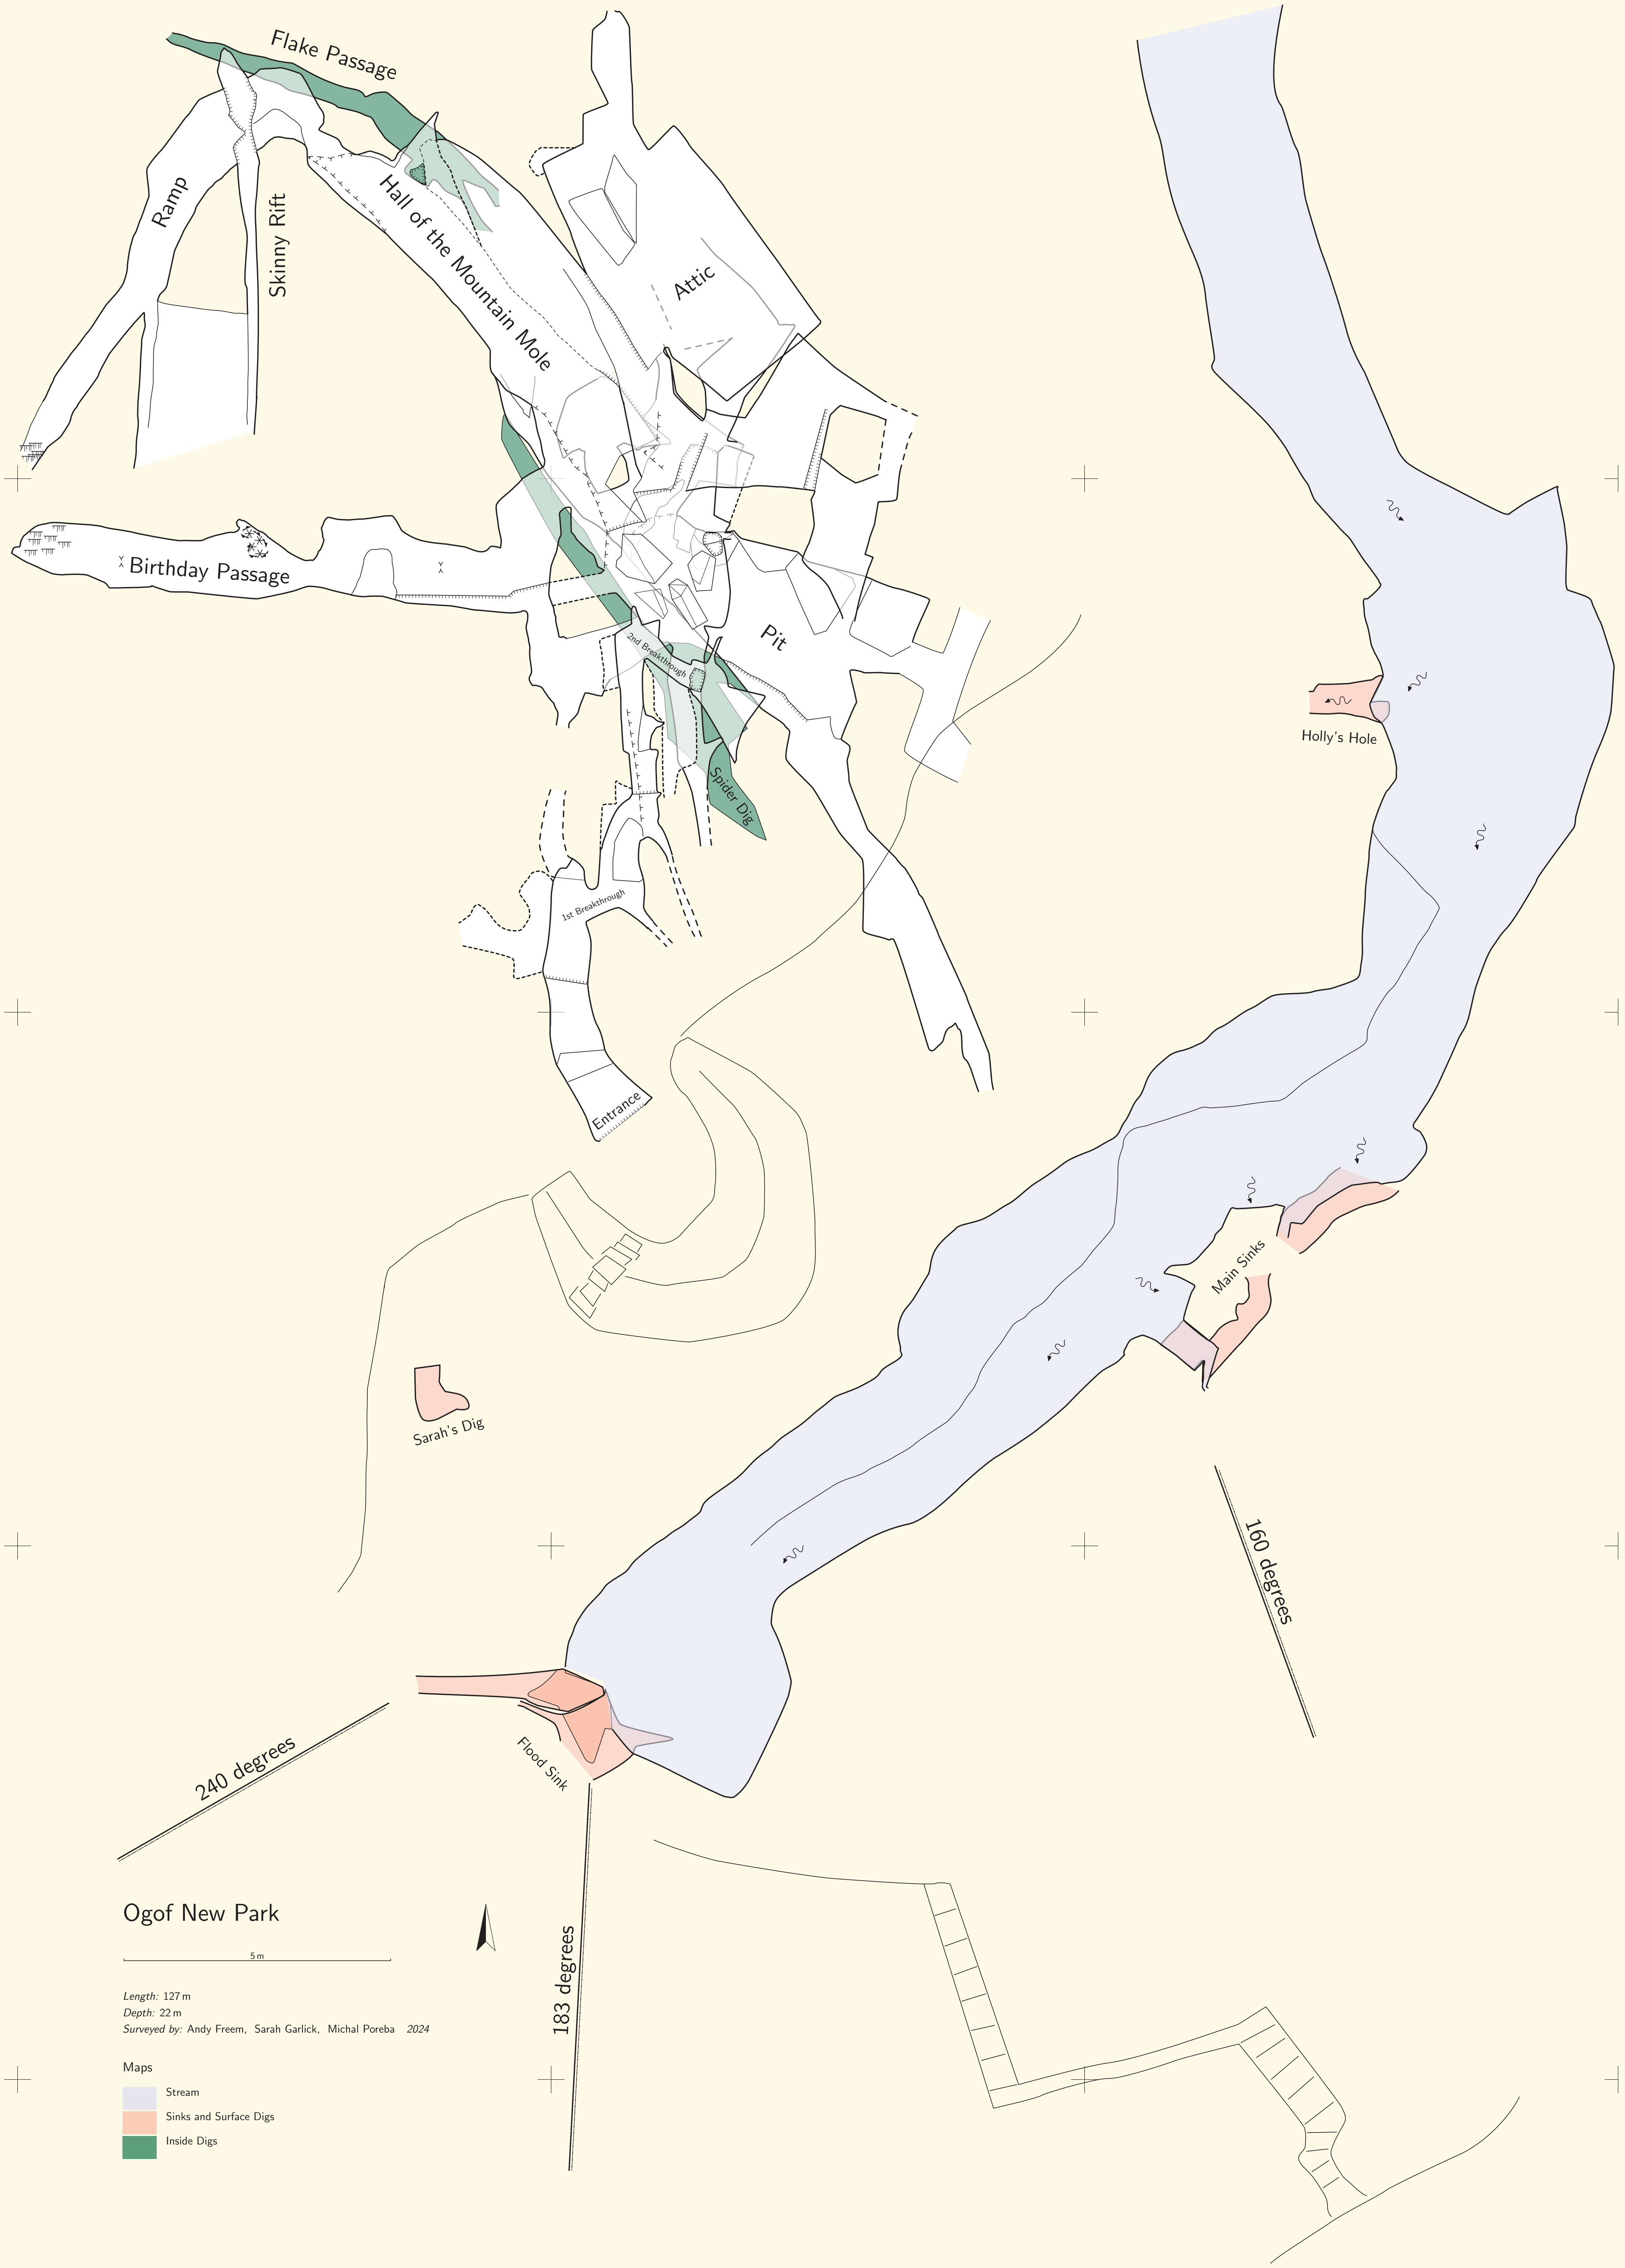 Flake Passage
Ramp
Skinny Rift
Hall of the Mountain Mole
Attic
Birthday Passage
2nd Breakthrough
Pit
Spider Dig
Holly's Hole
1st Breakthrough
Entrance
Main Sinks
Sarah's Dig
160 degrees
240 degrees
Flood Sink
183 degrees
Ogof New Park
5 m
Length: 127 m
Depth: 22 m
Surveyed by: Andy Freem, Sarah Garlick, Michal Poreba 2024
Maps
Stream
Sinks and Surface Digs
Inside Digs